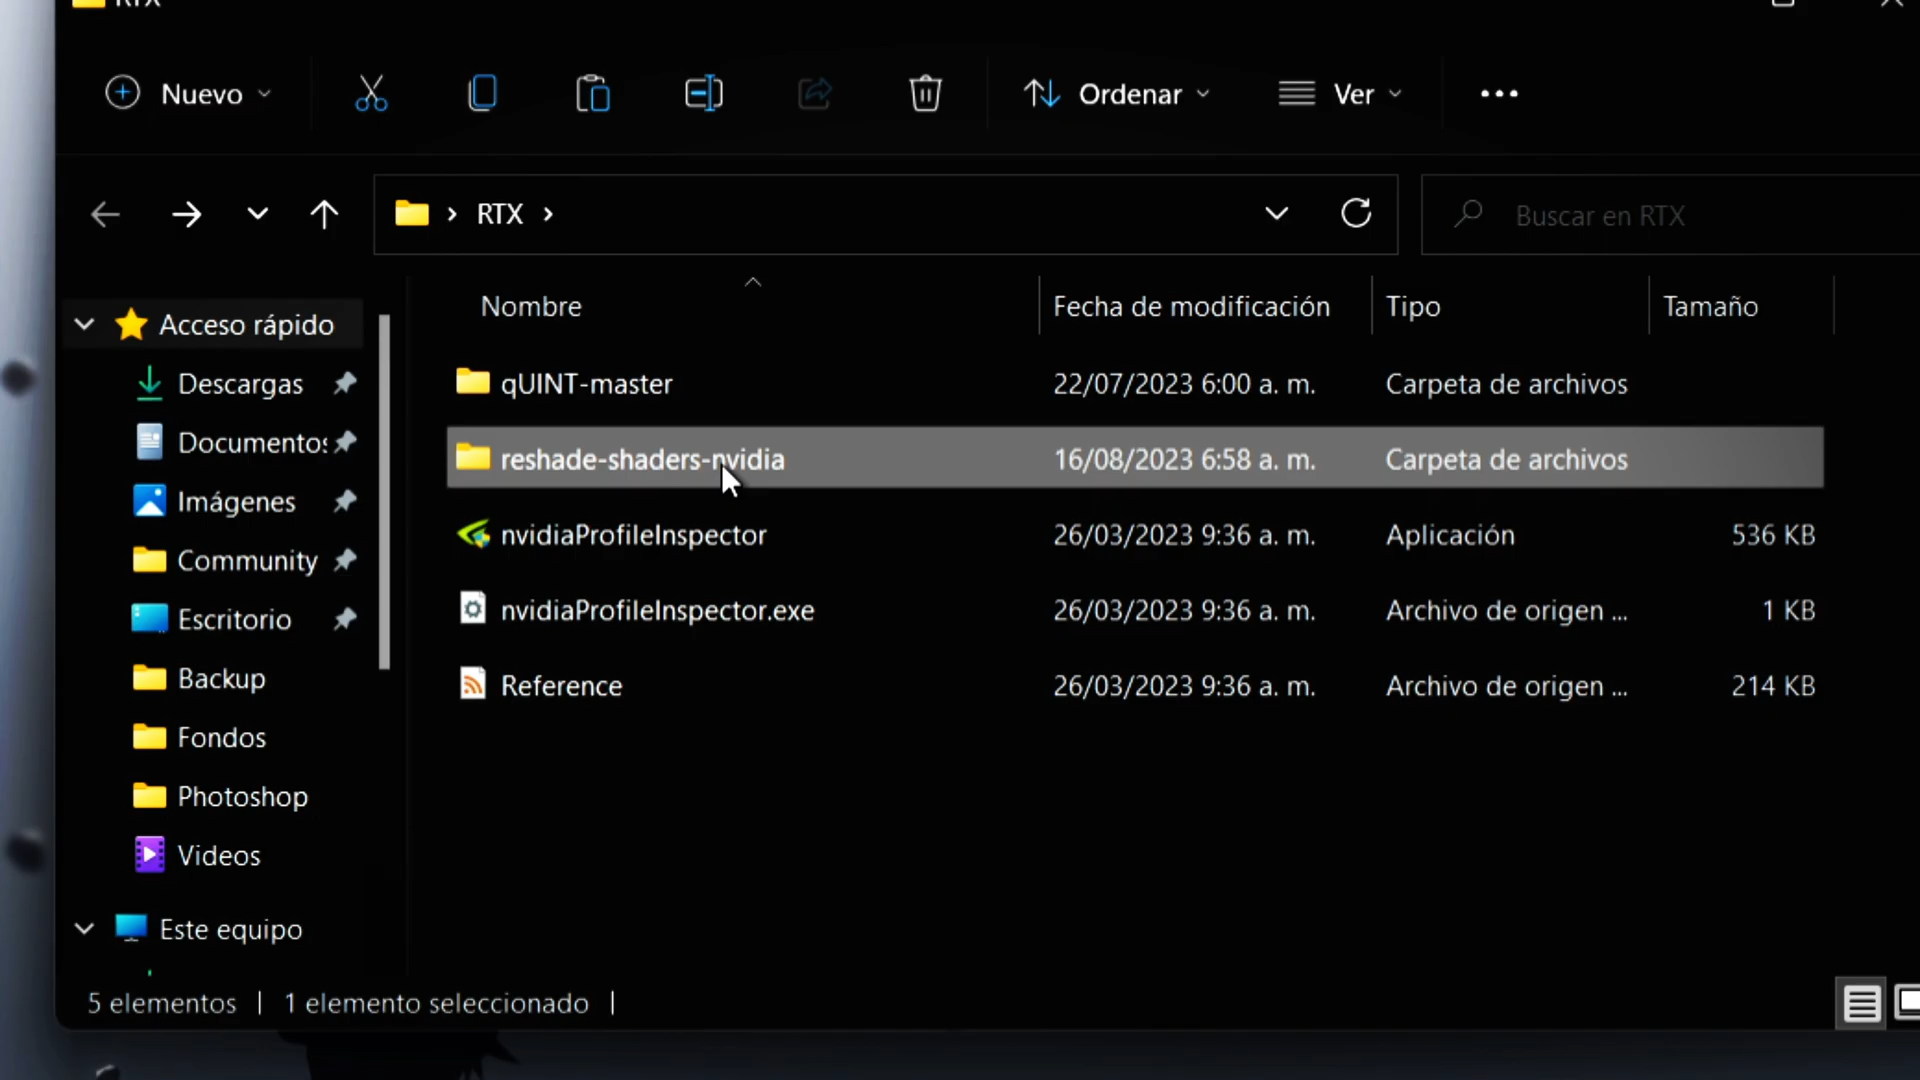 RTX
Nuevo Ordenar Ver
RTX Buscar en RTX
Nombre Fecha de modificación Tipo Tamaño
Acceso rápido
Descargas
Documentos
Imágenes
Community
Escritorio
Backup
Fondos
Photoshop
Videos
Este equipo
qUINT-master 22/07/2023 6:00 a. m. Carpeta de archivos
reshade-shaders-nvidia 16/08/2023 6:58 a. m. Carpeta de archivos
nvidiaProfileInspector 26/03/2023 9:36 a. m. Aplicación 536 KB
nvidiaProfileInspector.exe 26/03/2023 9:36 a. m. Archivo de origen ... 1 KB
Reference 26/03/2023 9:36 a. m. Archivo de origen ... 214 KB
5 elementos | 1 elemento seleccionado |